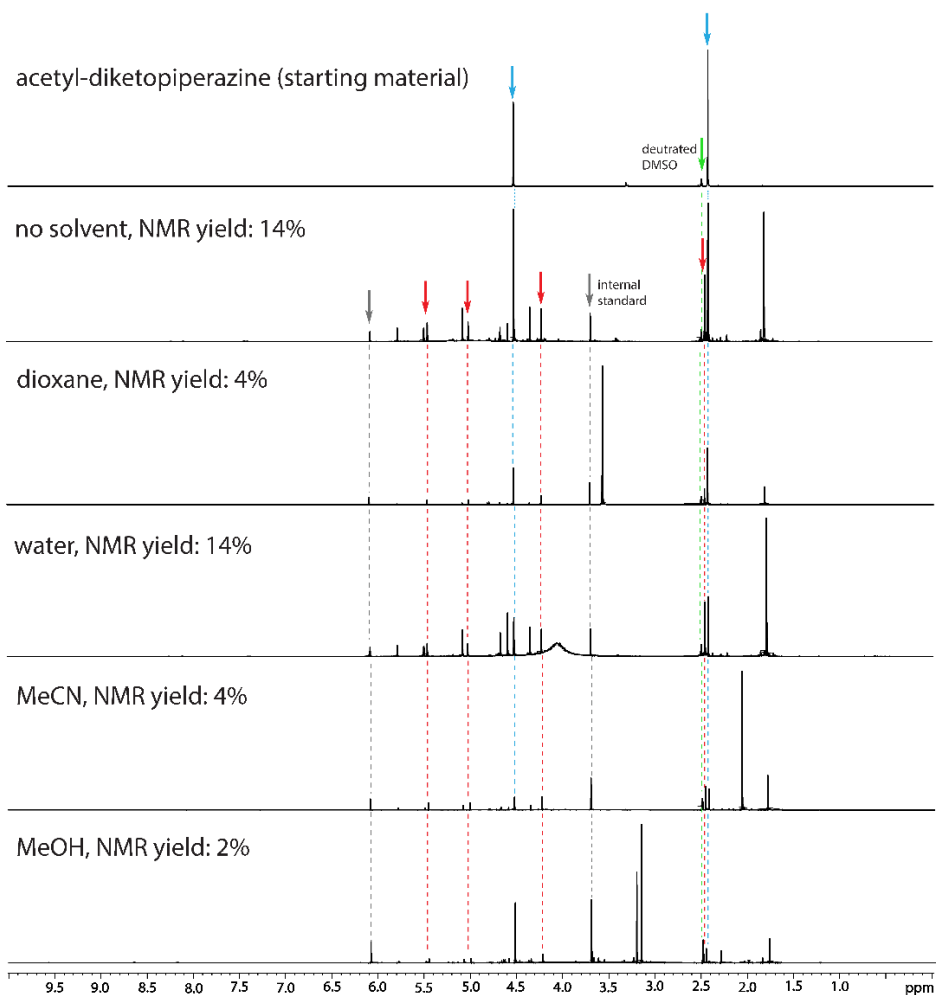 acetyl-diketopiperazine (starting material)
deutrated
DMSO
no solvent, NMR yield: 14%
internal
standard
dioxane, NMR yield: 4%
water, NMR yield: 14%
MeCN, NMR yield: 4%
MeOH, NMR yield: 2%
9.5 9.0 8.5 8.0 7.5 7.0 6.5 6.0 5.5 5.0 4.5 4.0 3.5 3.0 2.5 2.0 1.5 1.0 ppm